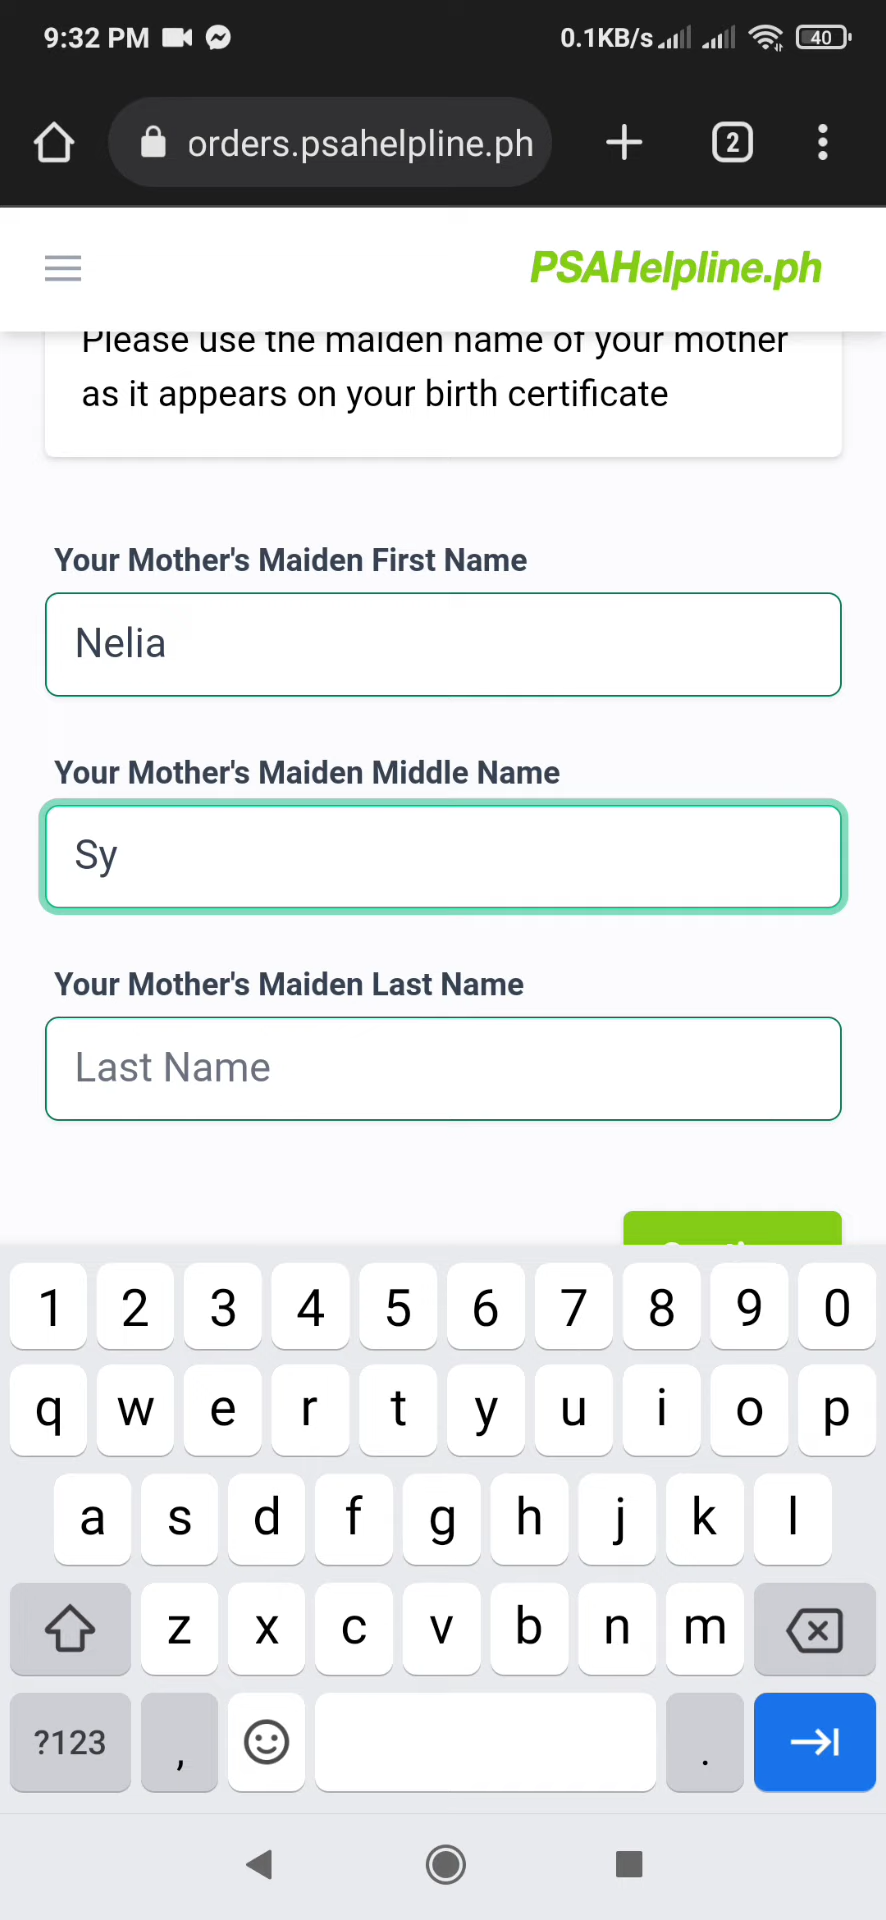 9:32 PM
0.1KB/s
40
orders.psahelpline.ph
2
PSAHelpline.ph
Please use the maiden name of your mother
as it appears on your birth certificate
Your Mother's Maiden First Name
Nelia
Your Mother's Maiden Middle Name
Sy
Your Mother's Maiden Last Name
Last Name
1 2 3 4 5 6 7 8 9 0
q w e r t y u i o p
a s d f g h j k l
z x c v b n m
?123 , .